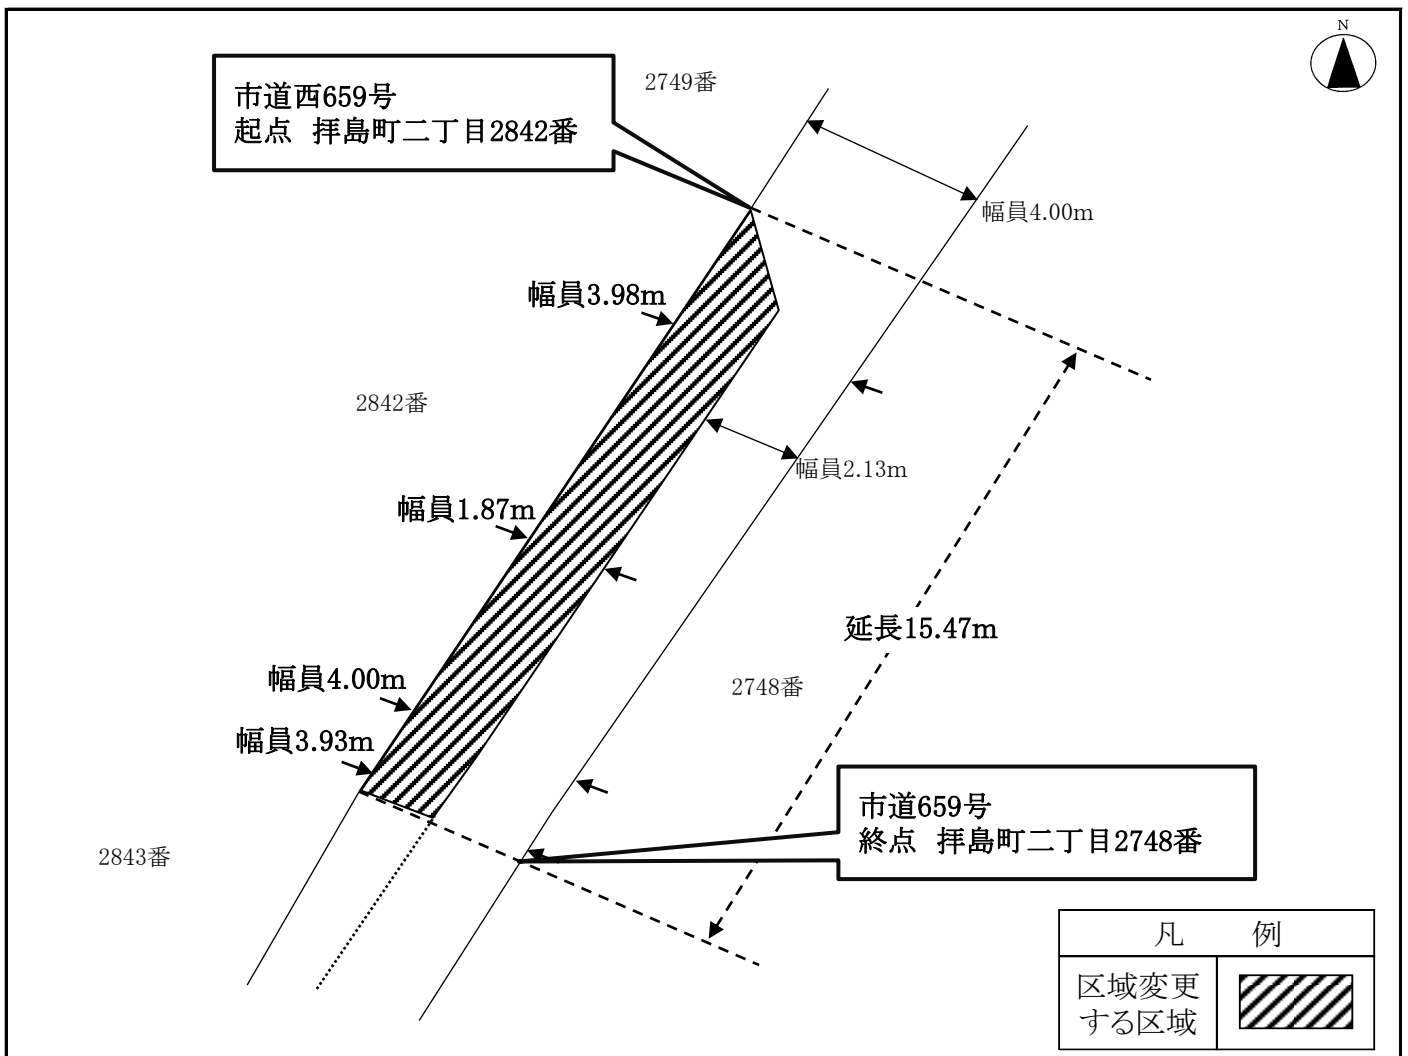 N
2749番
市道西659号
起点 拝島町二丁目2842番
幅員4.00m
幅員3.98m
2842番
幅員2.13m
幅員1.87m
延長15.47m
幅員4.00m
2748番
幅員3.93m
市道659号
終点 拝島町二丁目2748番
2843番
凡 例
区域変更
する区域